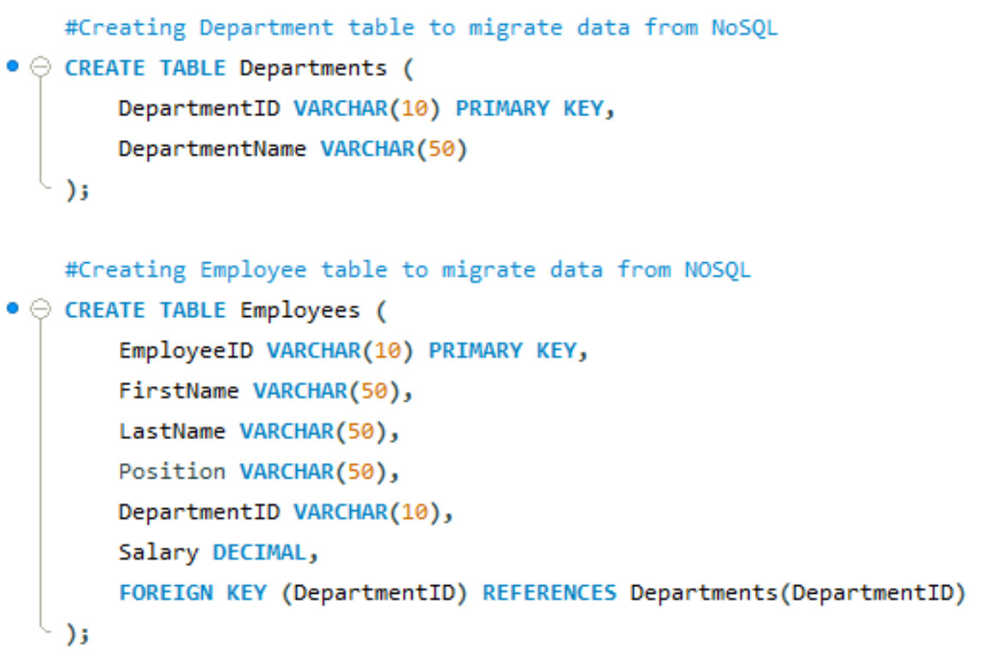 #Creating Department table to migrate data from NoSQL
CREATE TABLE Departments (
DepartmentID VARCHAR(10) PRIMARY KEY,
DepartmentName VARCHAR(50)
);
#Creating Employee table to migrate data from NOSQL
CREATE TABLE Employees (
EmployeeID VARCHAR(10) PRIMARY KEY,
FirstName VARCHAR(50),
LastName VARCHAR(50),
Position VARCHAR(50),
DepartmentID VARCHAR(10),
Salary DECIMAL,
FOREIGN KEY (DepartmentID) REFERENCES Departments(DepartmentID)
);